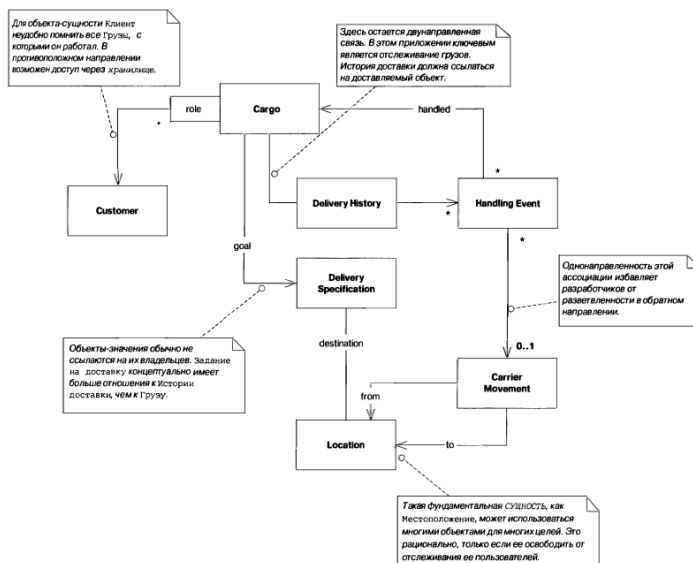 Для объекта-сущности Клиент
неудобно помнить все Грузы, с
которыми он работал. В
противоположном направлении
возможен доступ через хранилище.
Здесь остается двунаправленная
связь. В этом приложении ключевым
является отслеживание грузов.
История доставки должна ссылаться
на доставляемый объект.
role
Cargo
handled
*
*
Customer
Delivery History
*
Handling Event
*
goal
Delivery
Specification
Однонаправленность этой
ассоциации избавляет
разработчиков от
разветвленности в обратном
направлении.
Объекты-значения обычно не
ссылаются на их владельцев. Задание
на доставку концептуально имеет
больше отношения к Истории
доставки, чем к Грузу.
destination
0..1
Carrier
Movement
from
Location
to
Такая фундаментальная СУЩНОСТЬ, как
Местоположение, может использоваться
многими объектами для многих целей. Это
рационально, только если ее освободить от
отслеживания ее пользователей.